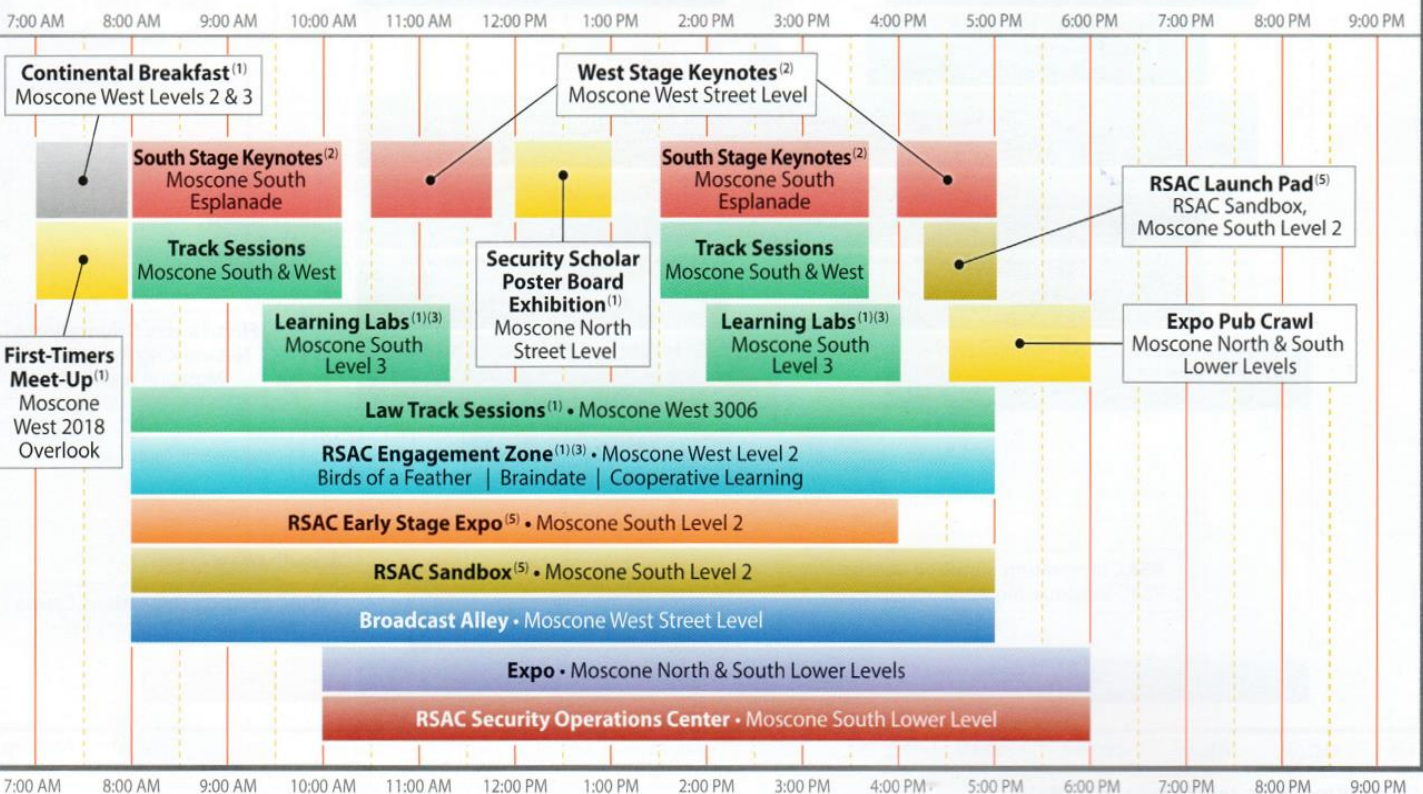 7:00 AM 8:00 AM 9:00 AM 10:00 AM 11:00 AM 12:00 PM 1:00 PM 2:00 PM 3:00 PM 4:00 PM 5:00 PM 6:00 PM 7:00 PM 8:00 PM 9:00 PM
Continental Breakfast (1)
Moscone West Levels 2 & 3
West Stage Keynotes (2)
Moscone West Street Level
South Stage Keynotes (2)
Moscone South
Esplanade
South Stage Keynotes (2)
Moscone South
Esplanade
RSAC Launch Pad (5)
RSAC Sandbox,
Moscone South Level 2
Track Sessions
Moscone South & West
Security Scholar
Poster Board
Exhibition (1)
Moscone North
Street Level
Track Sessions
Moscone South & West
First-Timers
Meet-Up (1)
Moscone
West 2018
Overlook
Learning Labs (1)(3)
Moscone South
Level 3
Learning Labs (1)(3)
Moscone South
Level 3
Expo Pub Crawl
Moscone North & South
Lower Levels
Law Track Sessions (1) • Moscone West 3006
RSAC Engagement Zone (1)(3) • Moscone West Level 2
Birds of a Feather | Braindate | Cooperative Learning
RSAC Early Stage Expo (5) • Moscone South Level 2
RSAC Sandbox (5) • Moscone South Level 2
Broadcast Alley • Moscone West Street Level
Expo • Moscone North & South Lower Levels
RSAC Security Operations Center • Moscone South Lower Level
7:00 AM 8:00 AM 9:00 AM 10:00 AM 11:00 AM 12:00 PM 1:00 PM 2:00 PM 3:00 PM 4:00 PM 5:00 PM 6:00 PM 7:00 PM 8:00 PM 9:00 PM